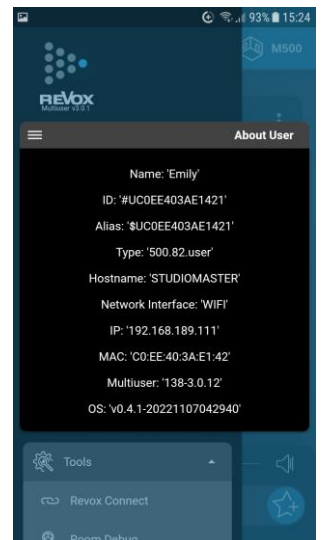 93% 15:24
M500
REVOX
Multiuser v3.0.1
About User
Name: 'Emily'
ID: '#UC0EE403AE1421'
Alias: '$UC0EE403AE1421'
Type: '500.82.user'
Hostname: 'STUDIOMASTER'
Network Interface: 'WIFI'
IP: '192.168.189.111'
MAC: 'C0:EE:40:3A:E1:42'
Multiuser: '138-3.0.12'
OS: 'v0.4.1-20221107042940'
Tools
Revox Connect
Room Debug